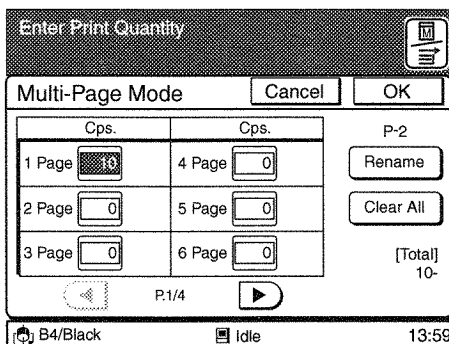 Enter Print Quantity
M
Multi-Page Mode Cancel OK
Cps. Cps. P-2
1 Page 10 4 Page 0 Rename
2 Page 0 5 Page 0 Clear All
3 Page 0 6 Page 0 [Total]
10-
P.1/4
B4/Black Idle 13:59